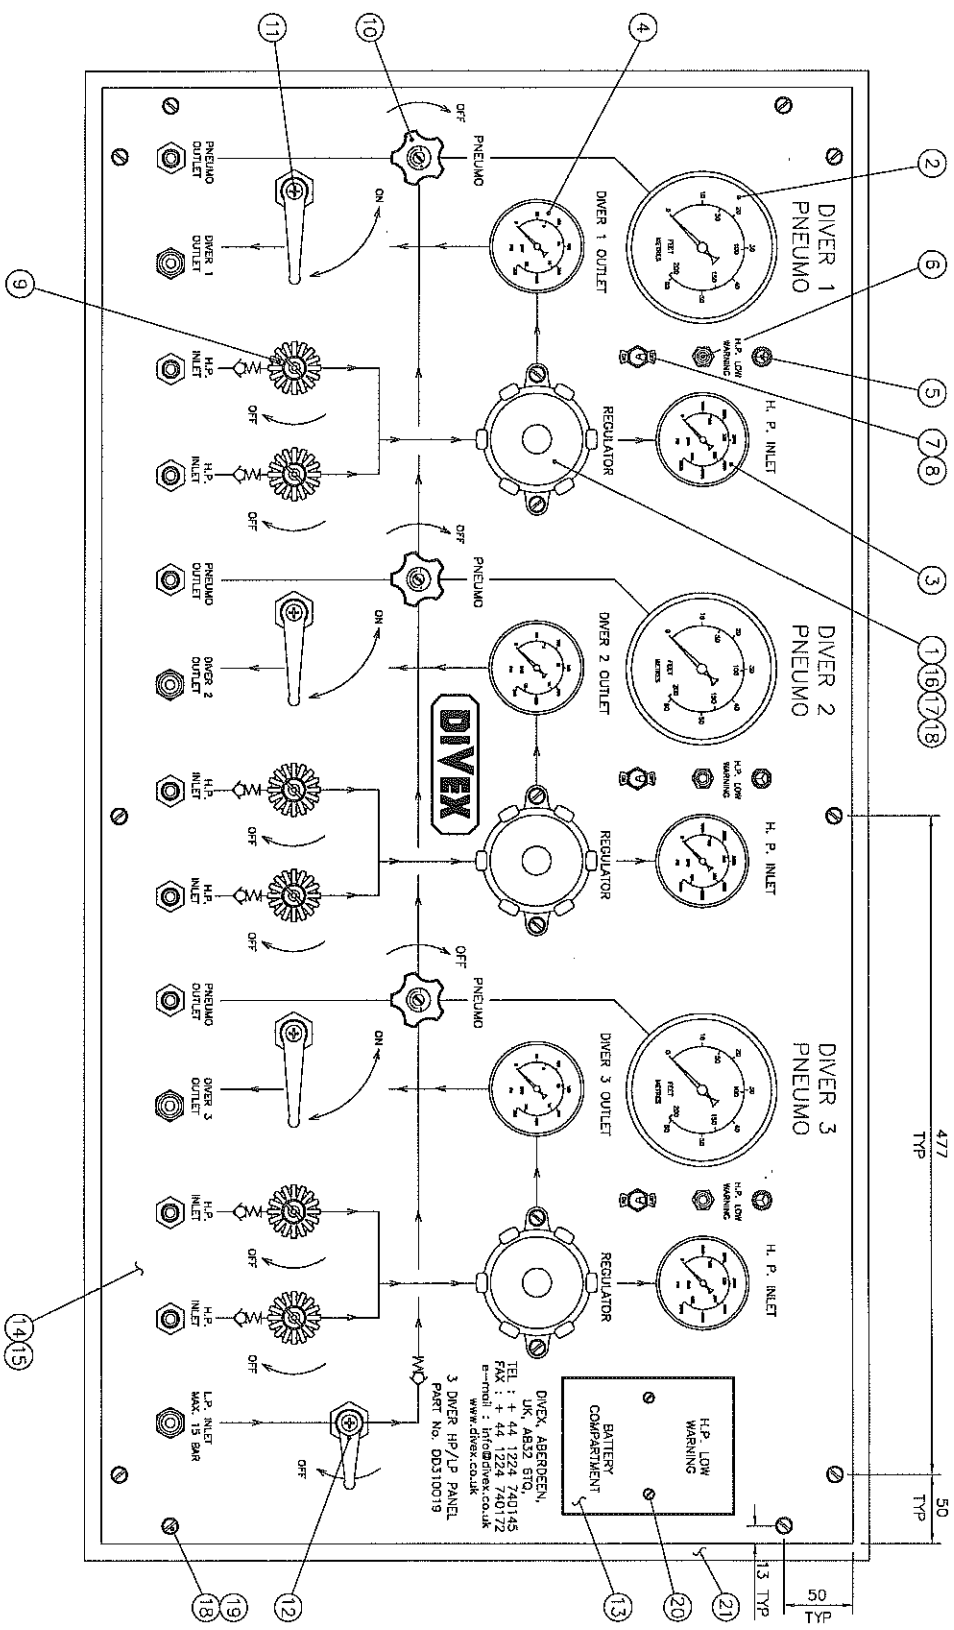 11
10
4
2
6
5
7 8
3
1 16 17 18
9
DIVER 1
PNEUMO
DIVER 2
PNEUMO
DIVER 3
PNEUMO
477
TYP
50
TYP
50
TYP
13 TYP
H.P. LOW
WARNING
H. P. INLET
H.P. LOW
WARNING
H. P. INLET
H.P. LOW
WARNING
H. P. INLET
FEET
METRES
FEET
METRES
FEET
METRES
DIVER 1 OUTLET
REGULATOR
DIVER 2 OUTLET
REGULATOR
DIVER 3 OUTLET
REGULATOR
H.P. LOW
WARNING
BATTERY
COMPARTMENT
DIVEX, ABERDEEN,
UK, AB32 6TQ,
TEL : + 44 1224 740145
FAX : + 44 1224 740172
e-mail : info@divex.co.uk
www.divex.co.uk
3 DIVER HP/LP PANEL
PART No. DD310019
DIVEX
PNEUMO
OFF
PNEUMO
OFF
PNEUMO
OFF
ON
ON
ON
OFF
OFF
OFF
OFF
OFF
OFF
OFF
PNEUMO
OUTLET
DIVER 1
OUTLET
H.P.
INLET
H.P.
INLET
PNEUMO
OUTLET
DIVER 2
OUTLET
H.P.
INLET
H.P.
INLET
PNEUMO
OUTLET
DIVER 3
OUTLET
H.P.
INLET
H.P.
INLET
L.P. INLET
MAX. 15 BAR
14 15
12
18 19
13
20
21